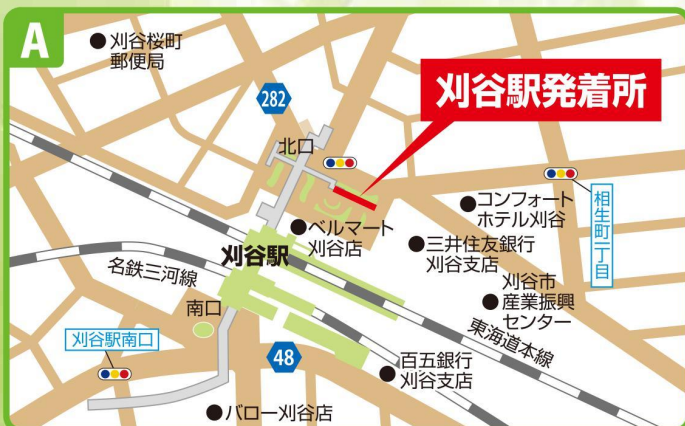 A
刈谷桜町
郵便局
282
刈谷駅発着所
北口
コンフォート
ホテル刈谷
相生町一丁目
ベルマート
刈谷店
三井住友銀行
刈谷支店
刈谷駅
名鉄三河線
刈谷市
産業振興
センター
南口
東海道本線
刈谷駅南口
48
百五銀行
刈谷支店
バロー刈谷店